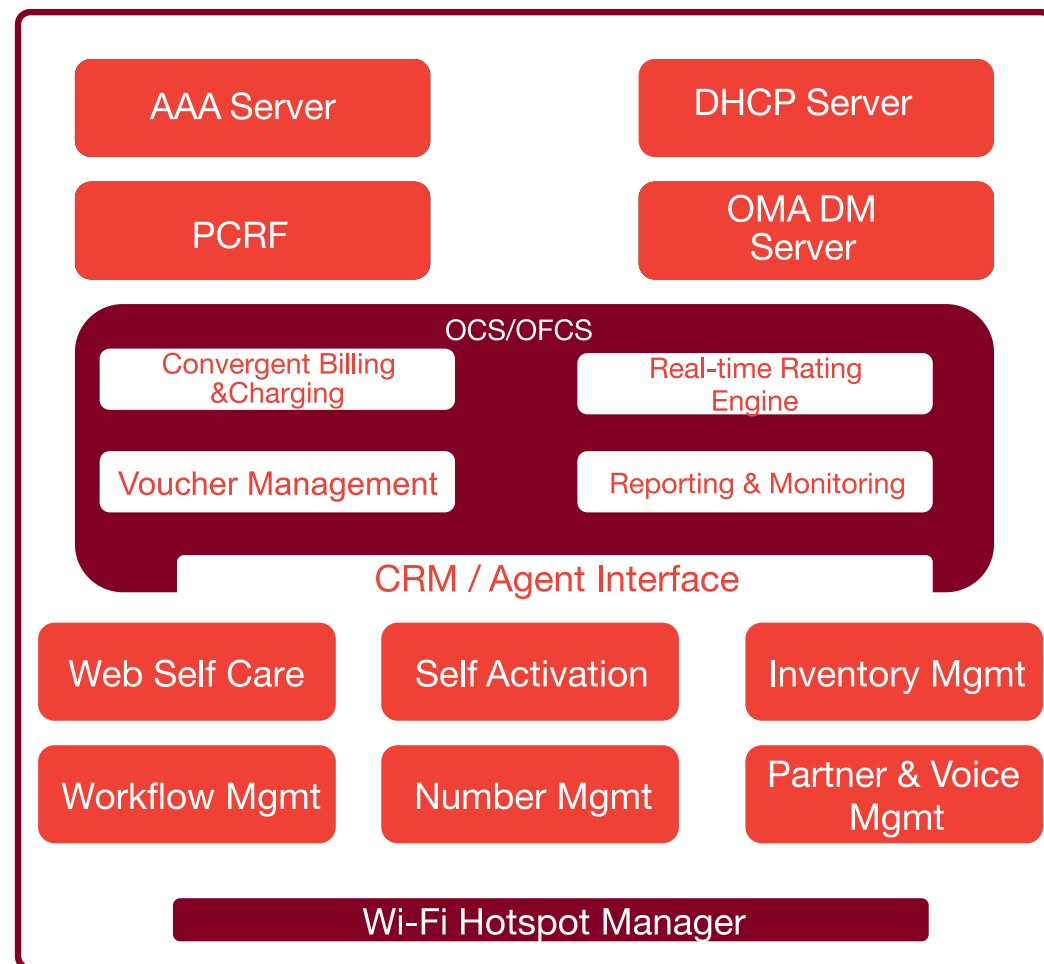 AAA Server
DHCP Server
PCRF
OMA DM
Server
OCS/OFCS
Convergent Billing
&Charging
Real-time Rating
Engine
Voucher Management
Reporting & Monitoring
CRM / Agent Interface
Web Self Care
Self Activation
Inventory Mgmt
Workflow Mgmt
Number Mgmt
Partner & Voice
Mgmt
Wi-Fi Hotspot Manager